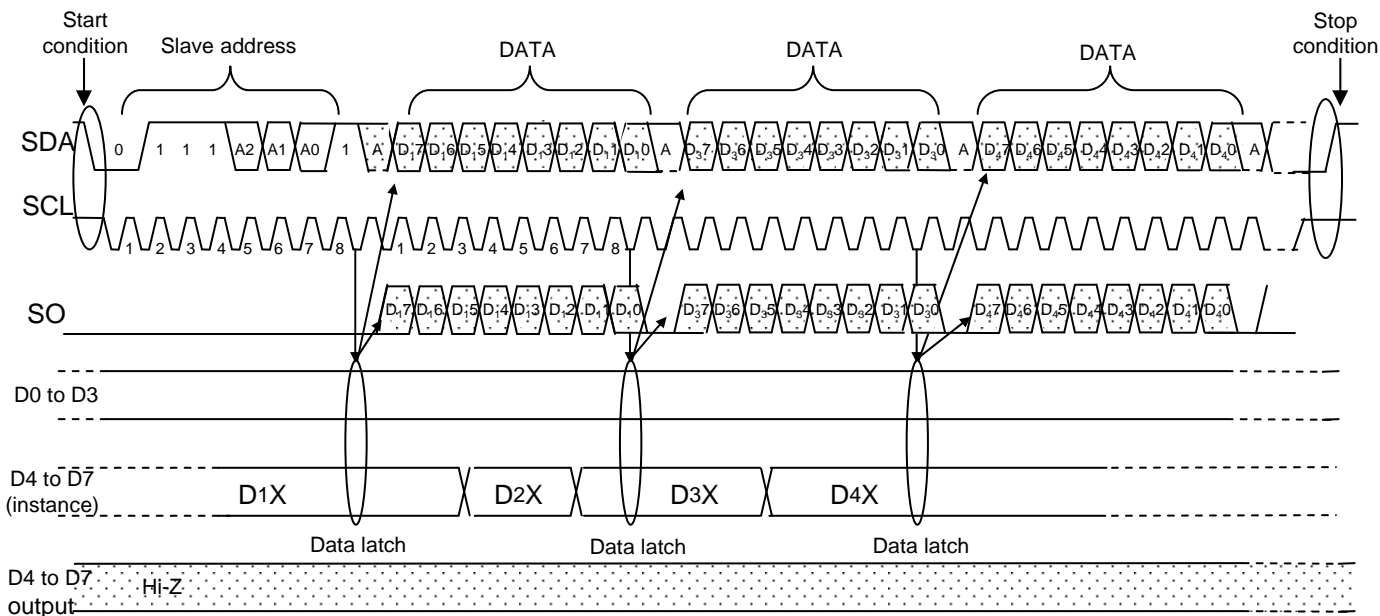 Start
condition
Slave address
DATA
DATA
DATA
Stop
condition
SDA
0 1 1 1 A2 A1 A0 1 A D₁7 D₁6 D₁5 D₁4 D₁3 D₁2 D₁1 D₁0 A D₃7 D₃6 D₃5 D₃4 D₃3 D₃2 D₃1 D₃0 A D₄7 D₄6 D₄5 D₄4 D₄3 D₄2 D₄1 D₄0 A
SCL
1 2 3 4 5 6 7 8 1 2 3 4 5 6 7 8
SO
D₁7 D₁6 D₁5 D₁4 D₁3 D₁2 D₁1 D₁0 D₃7 D₃6 D₃5 D₃4 D₃3 D₃2 D₃1 D₃0 D₄7 D₄6 D₄5 D₄4 D₄3 D₄2 D₄1 D₄0
D0 to D3
D4 to D7
(instance)
D1X D2X D3X D4X
Data latch Data latch Data latch
D4 to D7
output
Hi-Z